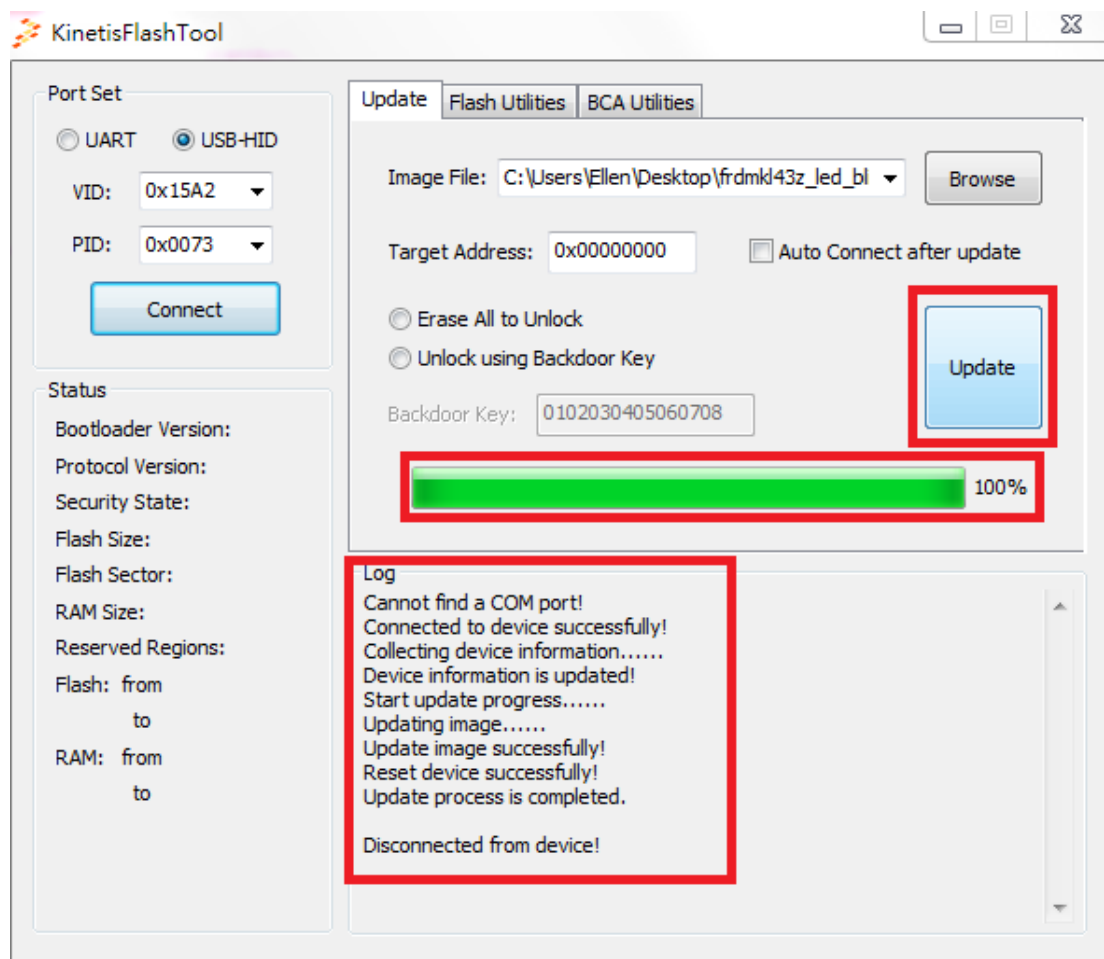 KinetisFlashTool
Port Set
UART USB-HID
VID: 0x15A2
PID: 0x0073
Connect
Status
Bootloader Version:
Protocol Version:
Security State:
Flash Size:
Flash Sector:
RAM Size:
Reserved Regions:
Flash: from
to
RAM: from
to
Update Flash Utilities BCA Utilities
Image File: C:\Users\Ellen\Desktop\frdmkl43z_led_bl Browse
Target Address: 0x00000000 Auto Connect after update
Erase All to Unlock
Unlock using Backdoor Key
Update
Backdoor Key: 0102030405060708
100%
Log
Cannot find a COM port!
Connected to device successfully!
Collecting device information......
Device information is updated!
Start update progress......
Updating image......
Update image successfully!
Reset device successfully!
Update process is completed.
Disconnected from device!